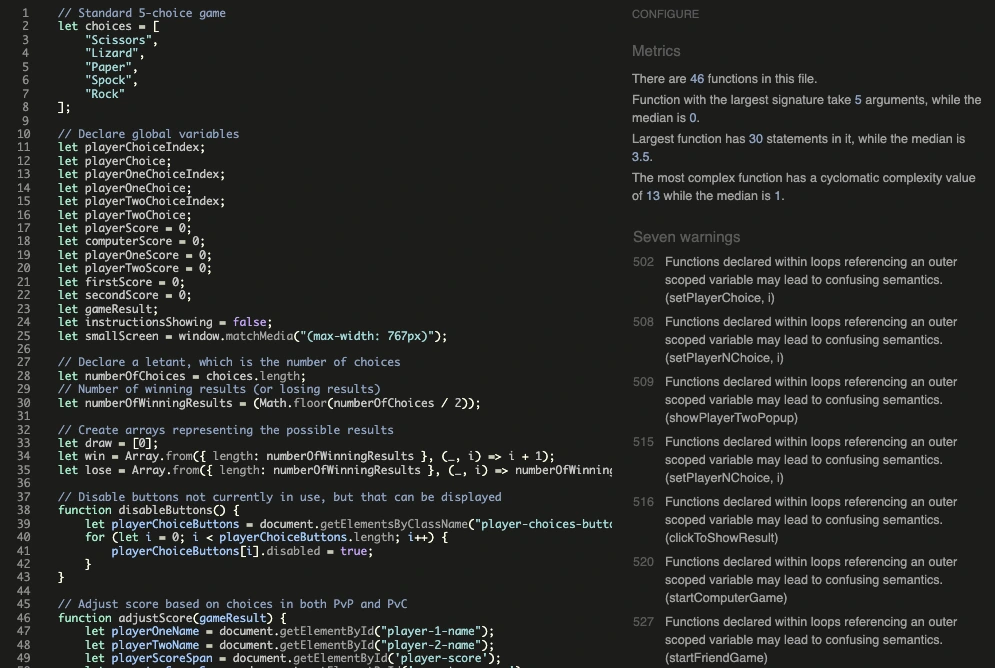 1 // Standard 5-choice game
2 let choices = [
3 "Scissors",
4 "Lizard",
5 "Paper",
6 "Spock",
7 "Rock"
8 ];
9
10 // Declare global variables
11 let playerChoiceIndex;
12 let playerChoice;
13 let playerOneChoiceIndex;
14 let playerOneChoice;
15 let playerTwoChoiceIndex;
16 let playerTwoChoice;
17 let playerScore = 0;
18 let computerScore = 0;
19 let playerOneScore = 0;
20 let playerTwoScore = 0;
21 let firstScore = 0;
22 let secondScore = 0;
23 let gameResult;
24 let instructionsShowing = false;
25 let smallScreen = window.matchMedia("(max-width: 767px)");
26
27 // Declare a letant, which is the number of choices
28 let numberOfChoices = choices.length;
29 // Number of winning results (or losing results)
30 let numberOfWinningResults = (Math.floor(numberOfChoices / 2));
31
32 // Create arrays representing the possible results
33 let draw = [0];
34 let win = Array.from({ length: numberOfWinningResults }, (_, i) => i + 1);
35 let lose = Array.from({ length: numberOfWinningResults }, (_, i) => numberOfWinning
36
37 // Disable buttons not currently in use, but that can be displayed
38 function disableButtons() {
39 let playerChoiceButtons = document.getElementsByClassName("player-choices-butto
40 for (let i = 0; i < playerChoiceButtons.length; i++) {
41 playerChoiceButtons[i].disabled = true;
42 }
43 }
44
45 // Adjust score based on choices in both PvP and PvC
46 function adjustScore(gameResult) {
47 let playerOneName = document.getElementById("player-1-name");
48 let playerTwoName = document.getElementById("player-2-name");
49 let playerScoreSpan = document.getElementById('player-score');
CONFIGURE
Metrics
There are 46 functions in this file.
Function with the largest signature take 5 arguments, while the
median is 0.
Largest function has 30 statements in it, while the median is
3.5.
The most complex function has a cyclomatic complexity value
of 13 while the median is 1.
Seven warnings
502 Functions declared within loops referencing an outer
scoped variable may lead to confusing semantics.
(setPlayerChoice, i)
508 Functions declared within loops referencing an outer
scoped variable may lead to confusing semantics.
(setPlayerNChoice, i)
509 Functions declared within loops referencing an outer
scoped variable may lead to confusing semantics.
(showPlayerTwoPopup)
515 Functions declared within loops referencing an outer
scoped variable may lead to confusing semantics.
(setPlayerNChoice, i)
516 Functions declared within loops referencing an outer
scoped variable may lead to confusing semantics.
(clickToShowResult)
520 Functions declared within loops referencing an outer
scoped variable may lead to confusing semantics.
(startComputerGame)
527 Functions declared within loops referencing an outer
scoped variable may lead to confusing semantics.
(startFriendGame)